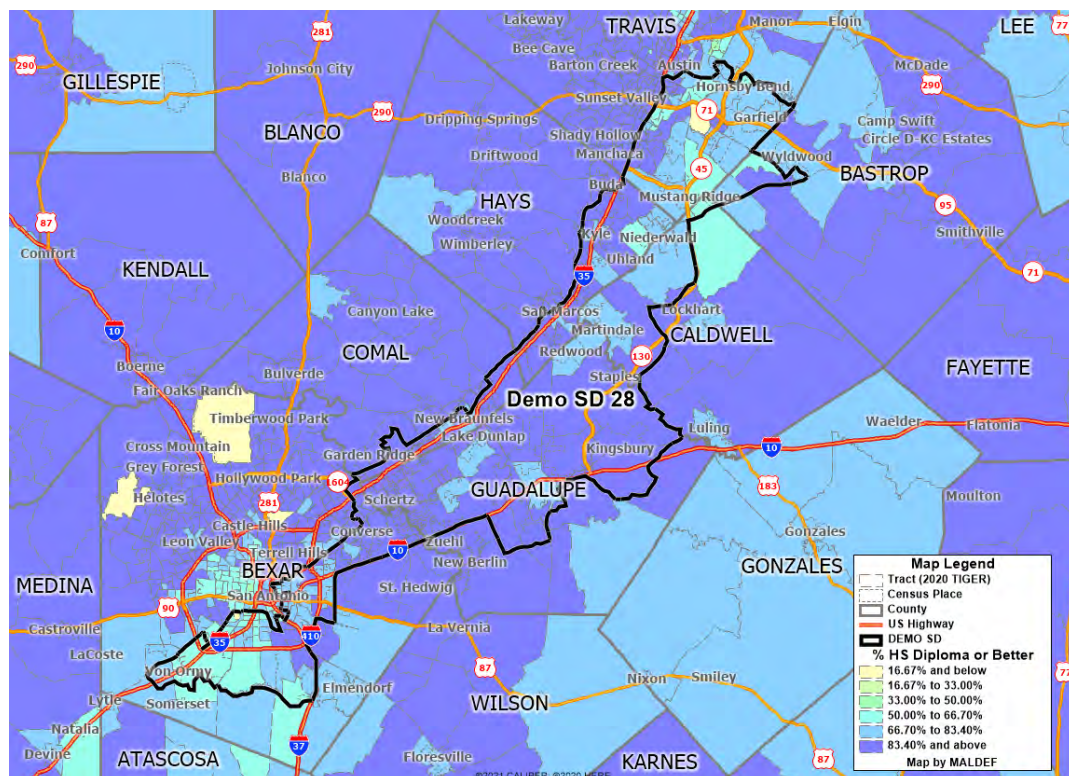 Lakeway
TRAVIS
Manor
Elgin
LEE
77
281
Bee Cave
290
Johnson City
Barton Creek
Austin
McDade
GILLESPIE
Hornsby Bend
290
Sunset Valley
71
290
BLANCO
Dripping Springs
Garfield
Camp Swift
Shady Hollow
Circle D-KC Estates
Driftwood
Manchaca
Wyldwood
45
BASTROP
Blanco
Buda
HAYS
Mustang Ridge
95
87
Woodcreek
Kyle
Niederwald
Smithville
Wimberley
Comfort
Uhland
KENDALL
35
71
Canyon Lake
San Marcos
Lockhart
10
Martindale
CALDWELL
COMAL
Redwood
130
Boerne
FAYETTE
Bulverde
Staples
Fair Oaks Ranch
Demo SD 28
Timberwood Park
New Braunfels
Waelder
Flatonia
Lake Dunlap
Luling
Cross Mountain
Kingsbury
10
Garden Ridge
Grey Forest
Hollywood Park
1604
GUADALUPE
183
Helotes
281
Schertz
Moulton
Castle Hills
Converse
Gonzales
Leon Valley
Zuehl
Terrell Hills
10
New Berlin
BEXAR
GONZALES
MEDINA
St. Hedwig
San Antonio
90
Castroville
La Vernia
35
410
LaCoste
87
Von Ormy
Elmendorf
Nixon
Smiley
Lytle
Somerset
WILSON
Natalia
37
Devine
ATASCOSA
Floresville
KARNES
87
77
©2021 CALIPER; ©2020 HERE
Map Legend
Tract (2020 TIGER)
Census Place
County
US Highway
DEMO SD
% HS Diploma or Better
16.67% and below
16.67% to 33.00%
33.00% to 50.00%
50.00% to 66.70%
66.70% to 83.40%
83.40% and above
Map by MALDEF